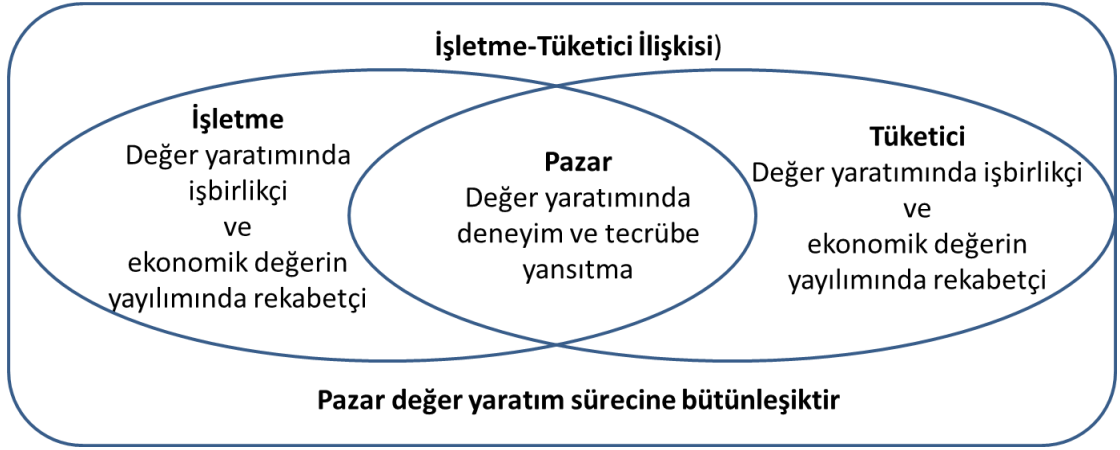 İşletme-Tüketici İlişkisi)
İşletme
Değer yaratımında
işbirlikçi
ve
ekonomik değerin
yayılımında rekabetçi
Pazar
Değer yaratımında
deneyim ve tecrübe
yansıtma
Tüketici
Değer yaratımında işbirlikçi
ve
ekonomik değerin
yayılımında rekabetçi
Pazar değer yaratım sürecine bütünleşiktir